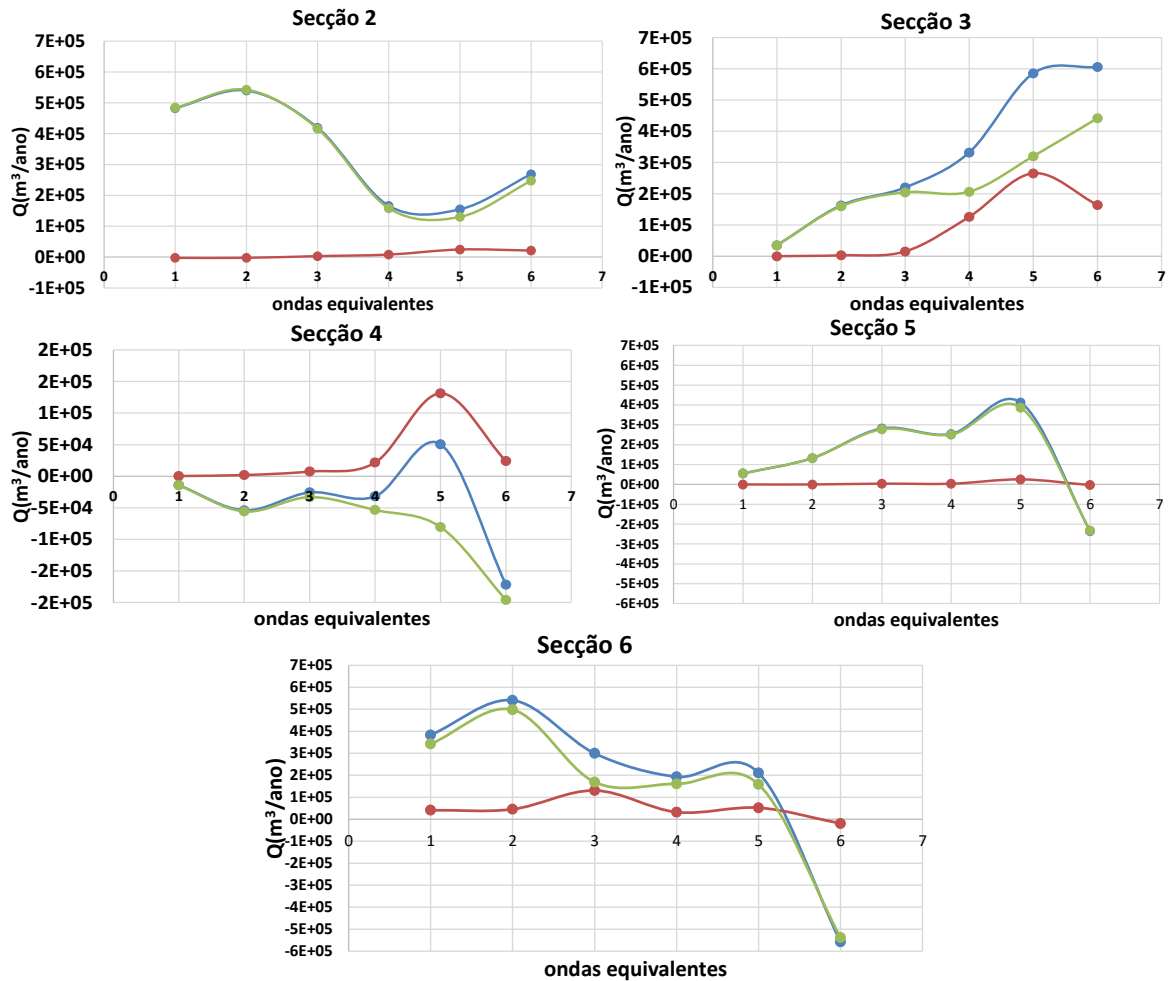 Secção 2
7E+05
6E+05
5E+05
4E+05
3E+05
2E+05
1E+05
0E+00
-1E+05
Q(m³/ano)
0 1 2 3 4 5 6 7
ondas equivalentes
Secção 3
7E+05
6E+05
5E+05
4E+05
3E+05
2E+05
1E+05
0E+00
-1E+05
Q(m³/ano)
0 1 2 3 4 5 6 7
ondas equivalentes
Secção 4
2E+05
2E+05
1E+05
5E+04
0E+00
-5E+04
-1E+05
-2E+05
-2E+05
Q(m³/ano)
0 1 2 3 4 5 6 7
ondas equivalentes
Secção 5
7E+05
6E+05
5E+05
4E+05
3E+05
2E+05
1E+05
0E+00
-1E+05
-2E+05
-3E+05
-4E+05
-5E+05
-6E+05
Q(m³/ano)
0 1 2 3 4 5 6 7
ondas equivalentes
Secção 6
7E+05
6E+05
5E+05
4E+05
3E+05
2E+05
1E+05
0E+00
-1E+05
-2E+05
-3E+05
-4E+05
-5E+05
-6E+05
Q(m³/ano)
0 1 2 3 4 5 6 7
ondas equivalentes